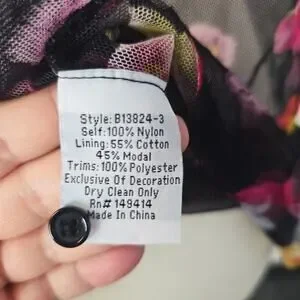 Style: B13824-3
Self: 100% Nylon
Lining: 55% Cotton
45% Modal
Trims: 100% Polyester
Exclusive Of Decoration
Dry Clean Only
Rn# 149414
Made In China